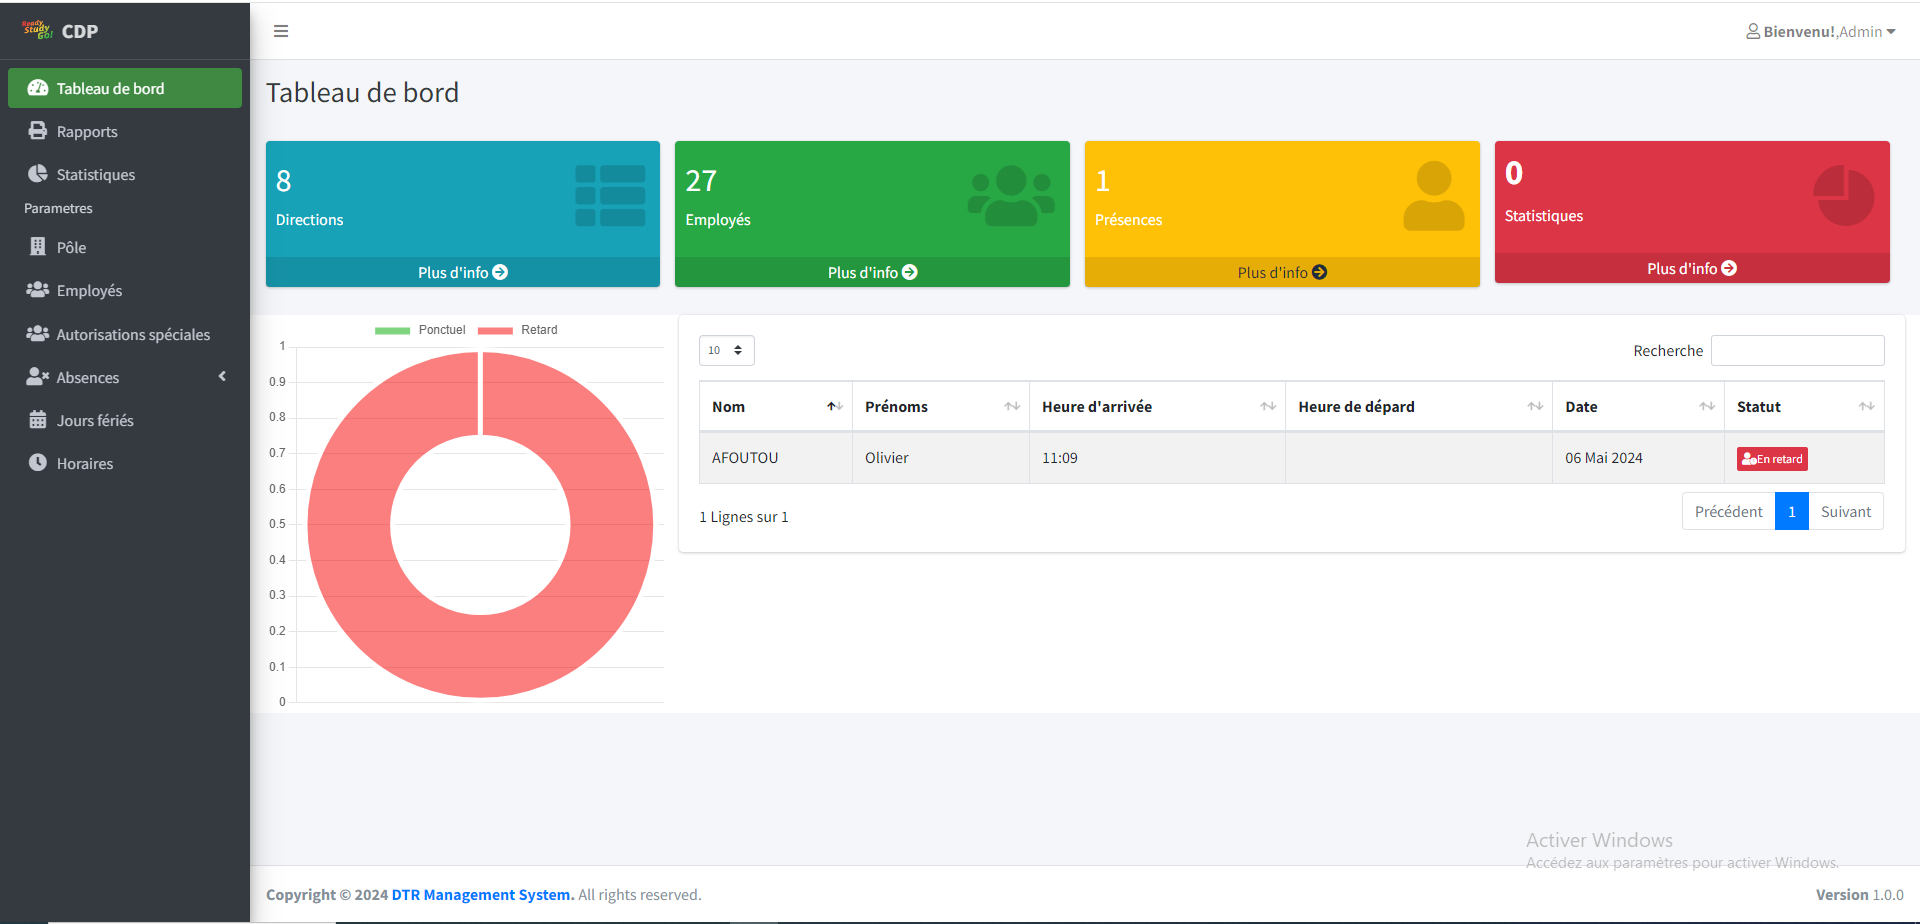 Ready
Study
Go!
CDP
Bienvenu!,Admin
Tableau de bord
Rapports
Statistiques
Parametres
Pôle
Employés
Autorisations spéciales
Absences
Jours fériés
Horaires
Tableau de bord
8
Directions
Plus d'info
27
Employés
Plus d'info
1
Présences
Plus d'info
0
Statistiques
Plus d'info
Ponctuel Retard
1
0.9
0.8
0.7
0.6
0.5
0.4
0.3
0.2
0.1
0
10
Recherche
Nom Prénoms Heure d'arrivée Heure de dépard Date Statut
AFOUTOU Olivier 11:09 06 Mai 2024 En retard
1 Lignes sur 1
Précédent 1 Suivant
Activer Windows
Accédez aux paramètres pour activer Windows.
Copyright © 2024 DTR Management System. All rights reserved.
Version 1.0.0